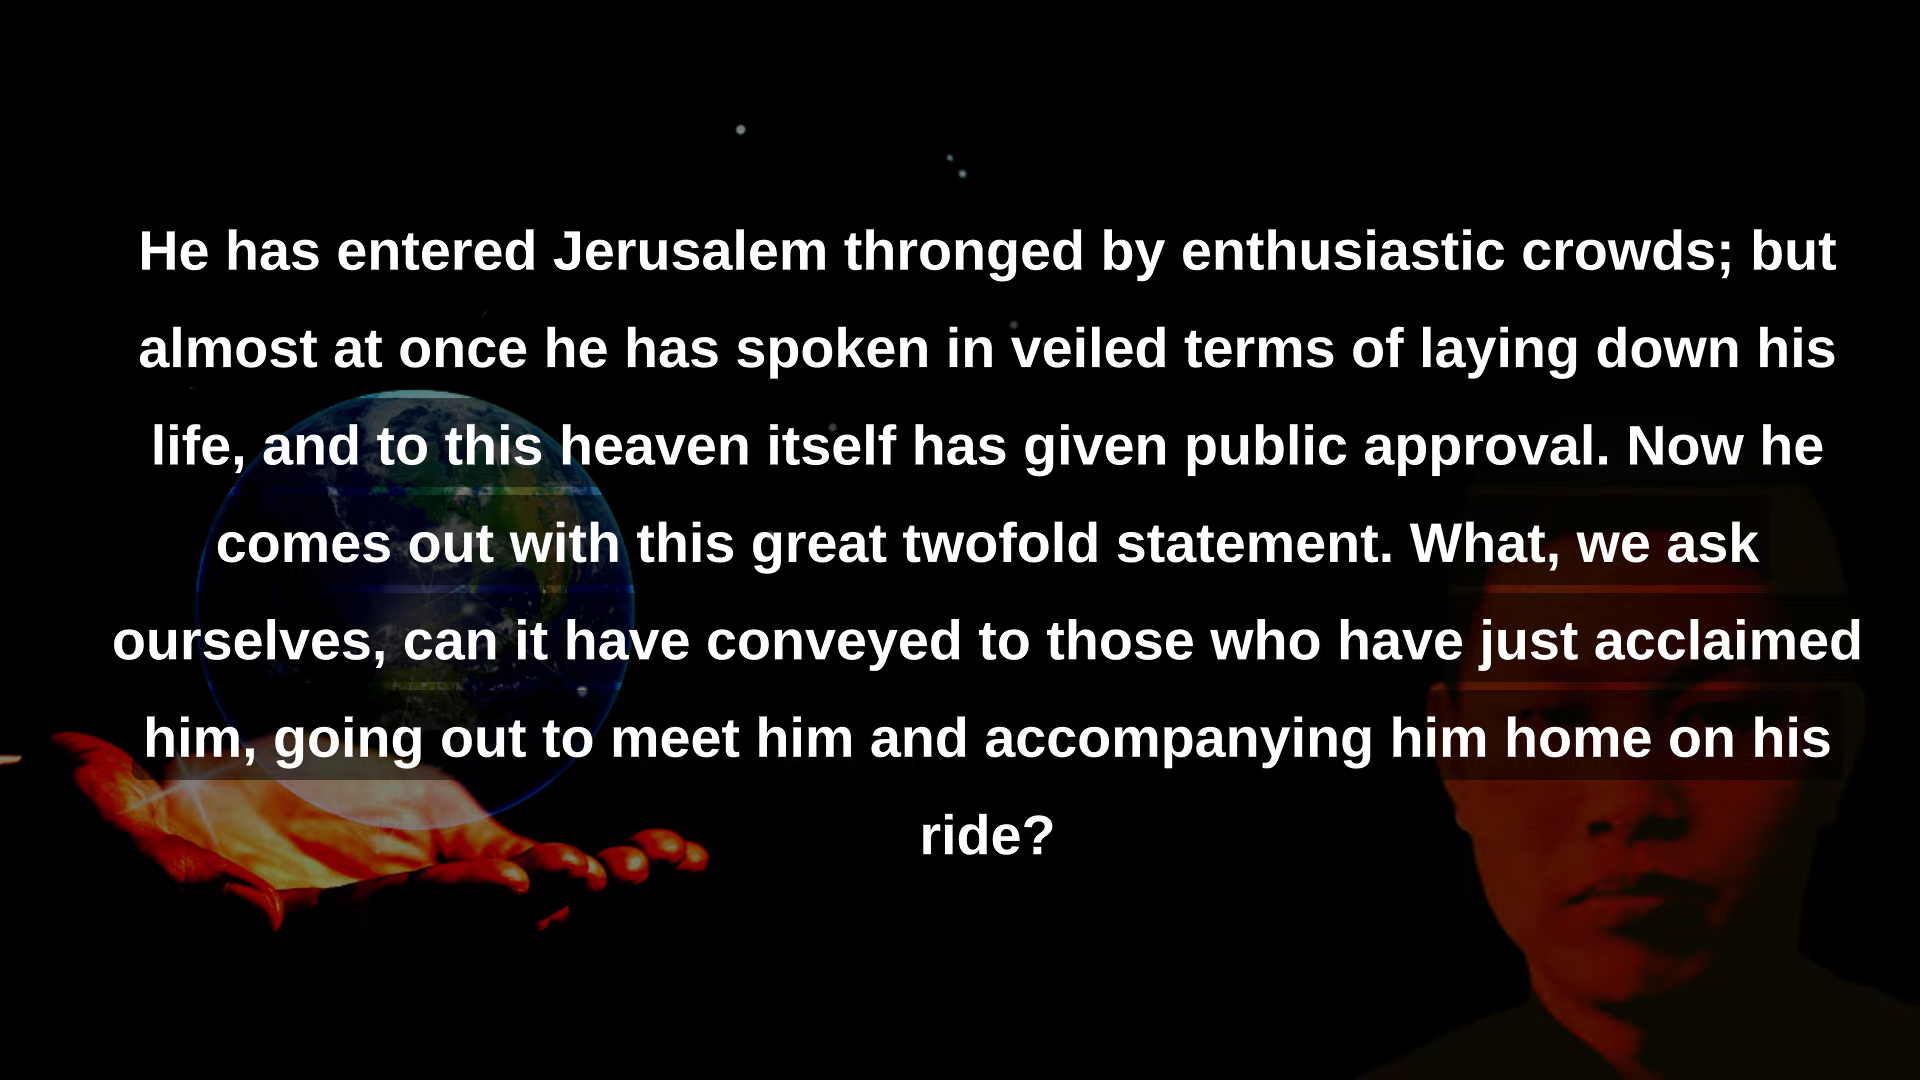 He has entered Jerusalem thronged by enthusiastic crowds; but
almost at once he has spoken in veiled terms of laying down his
life, and to this heaven itself has given public approval. Now he
comes out with this great twofold statement. What, we ask
ourselves, can it have conveyed to those who have just acclaimed
him, going out to meet him and accompanying him home on his
ride?